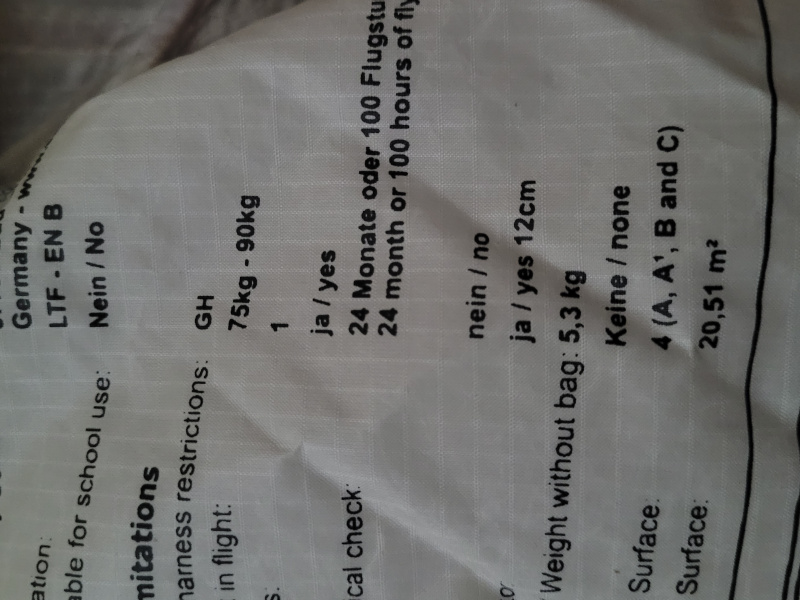 Germany - www.
ation: LTF - EN B
able for school use: Nein / No
mitations
harness restrictions: GH
in flight: 75kg - 90kg
s: 1
ja / yes
cal check: 24 Monate oder 100 Flugstu
24 month or 100 hours of fly
nein / no
ja / yes 12cm
Weight without bag: 5,3 kg
Keine / none
Surface: 4 (A, A', B and C)
Surface: 20,51 m²